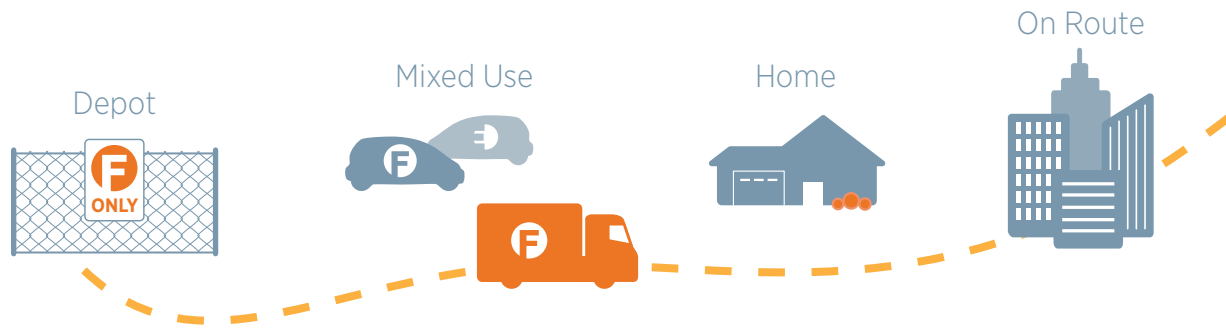 Depot
F
ONLY
Mixed Use
F
F
Home
On Route